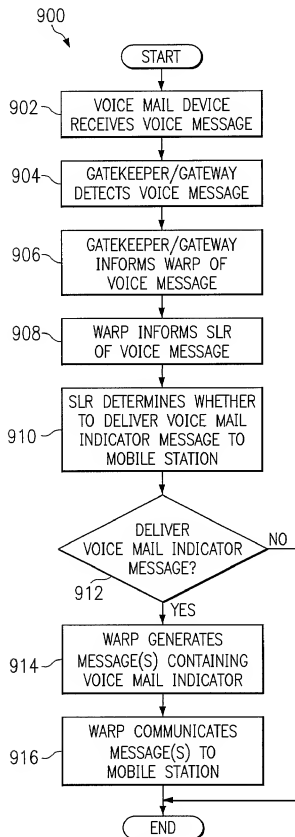 900
START
902
VOICE MAIL DEVICE
RECEIVES VOICE MESSAGE
904
GATEKEEPER/GATEWAY
DETECTS VOICE MESSAGE
906
GATEKEEPER/GATEWAY
INFORMS WARP OF
VOICE MESSAGE
908
WARP INFORMS SLR
OF VOICE MESSAGE
910
SLR DETERMINES WHETHER
TO DELIVER VOICE MAIL
INDICATOR MESSAGE TO
MOBILE STATION
DELIVER
VOICE MAIL INDICATOR
MESSAGE?
NO
912
YES
914
WARP GENERATES
MESSAGE(S) CONTAINING
VOICE MAIL INDICATOR
916
WARP COMMUNICATES
MESSAGE(S) TO
MOBILE STATION
END